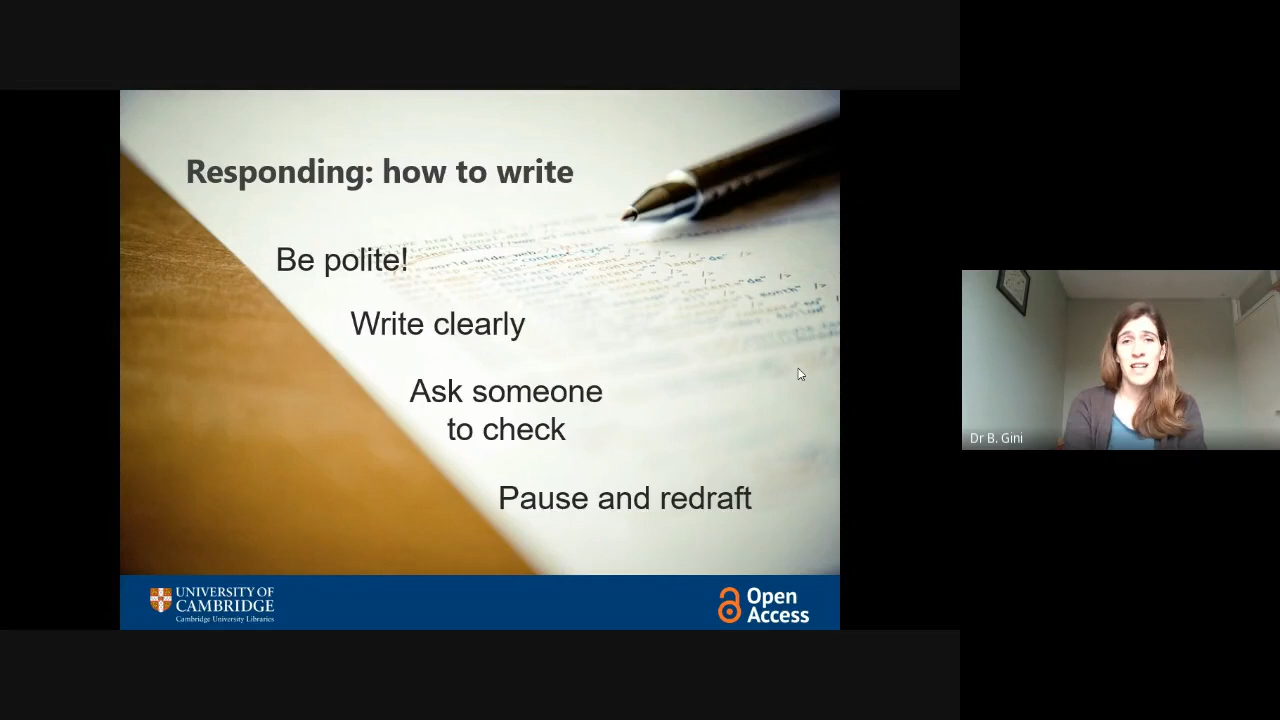 Responding: how to write
Be polite!
Write clearly
Ask someone
to check
Pause and redraft
UNIVERSITY OF
CAMBRIDGE
Cambridge University Libraries
Open
Access
Dr B. Gini